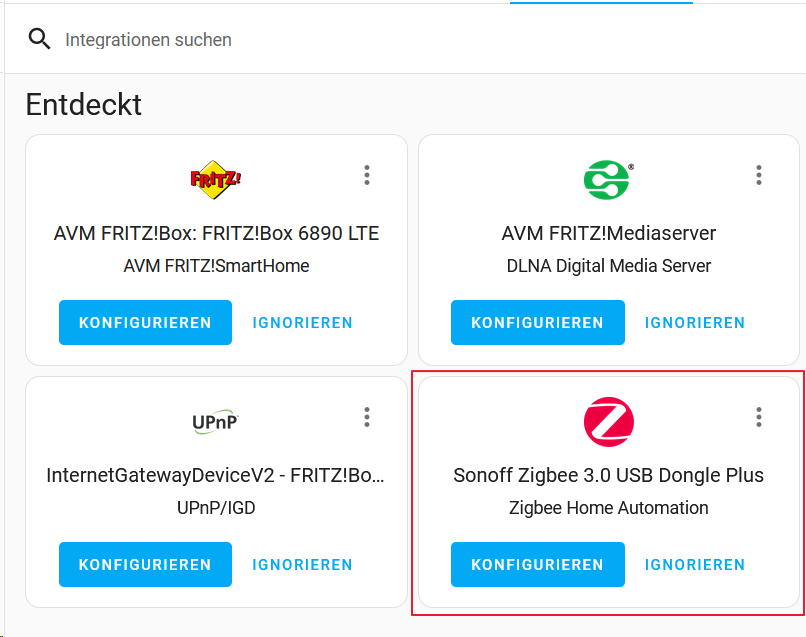 Integrationen suchen
Entdeckt
FRITZ!
AVM FRITZ!Box: FRITZ!Box 6890 LTE
AVM FRITZ!SmartHome
KONFIGURIEREN IGNORIEREN
®
AVM FRITZ!Mediaserver
DLNA Digital Media Server
KONFIGURIEREN IGNORIEREN
UPnP
InternetGatewayDeviceV2 - FRITZ!Bo...
UPnP/IGD
KONFIGURIEREN IGNORIEREN
Sonoff Zigbee 3.0 USB Dongle Plus
Zigbee Home Automation
KONFIGURIEREN IGNORIEREN